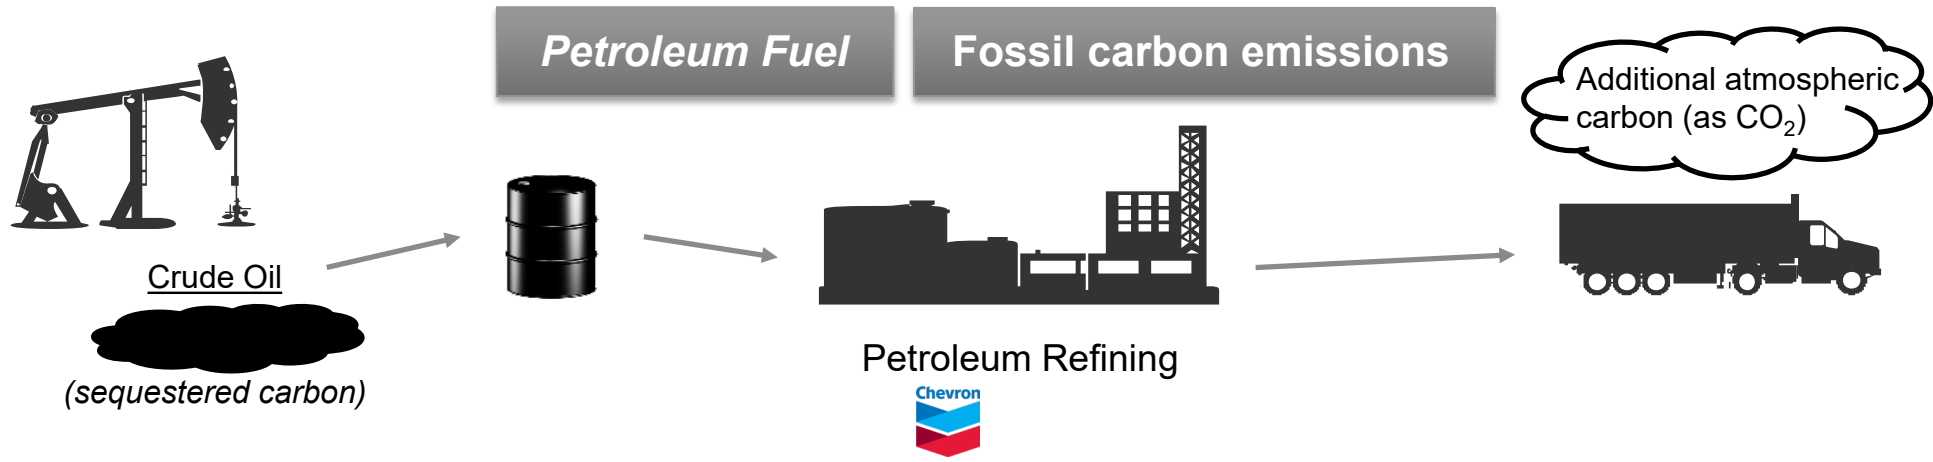 Petroleum Fuel
Fossil carbon emissions
Additional atmospheric
carbon (as CO₂)
Crude Oil
(sequestered carbon)
Petroleum Refining
Chevron